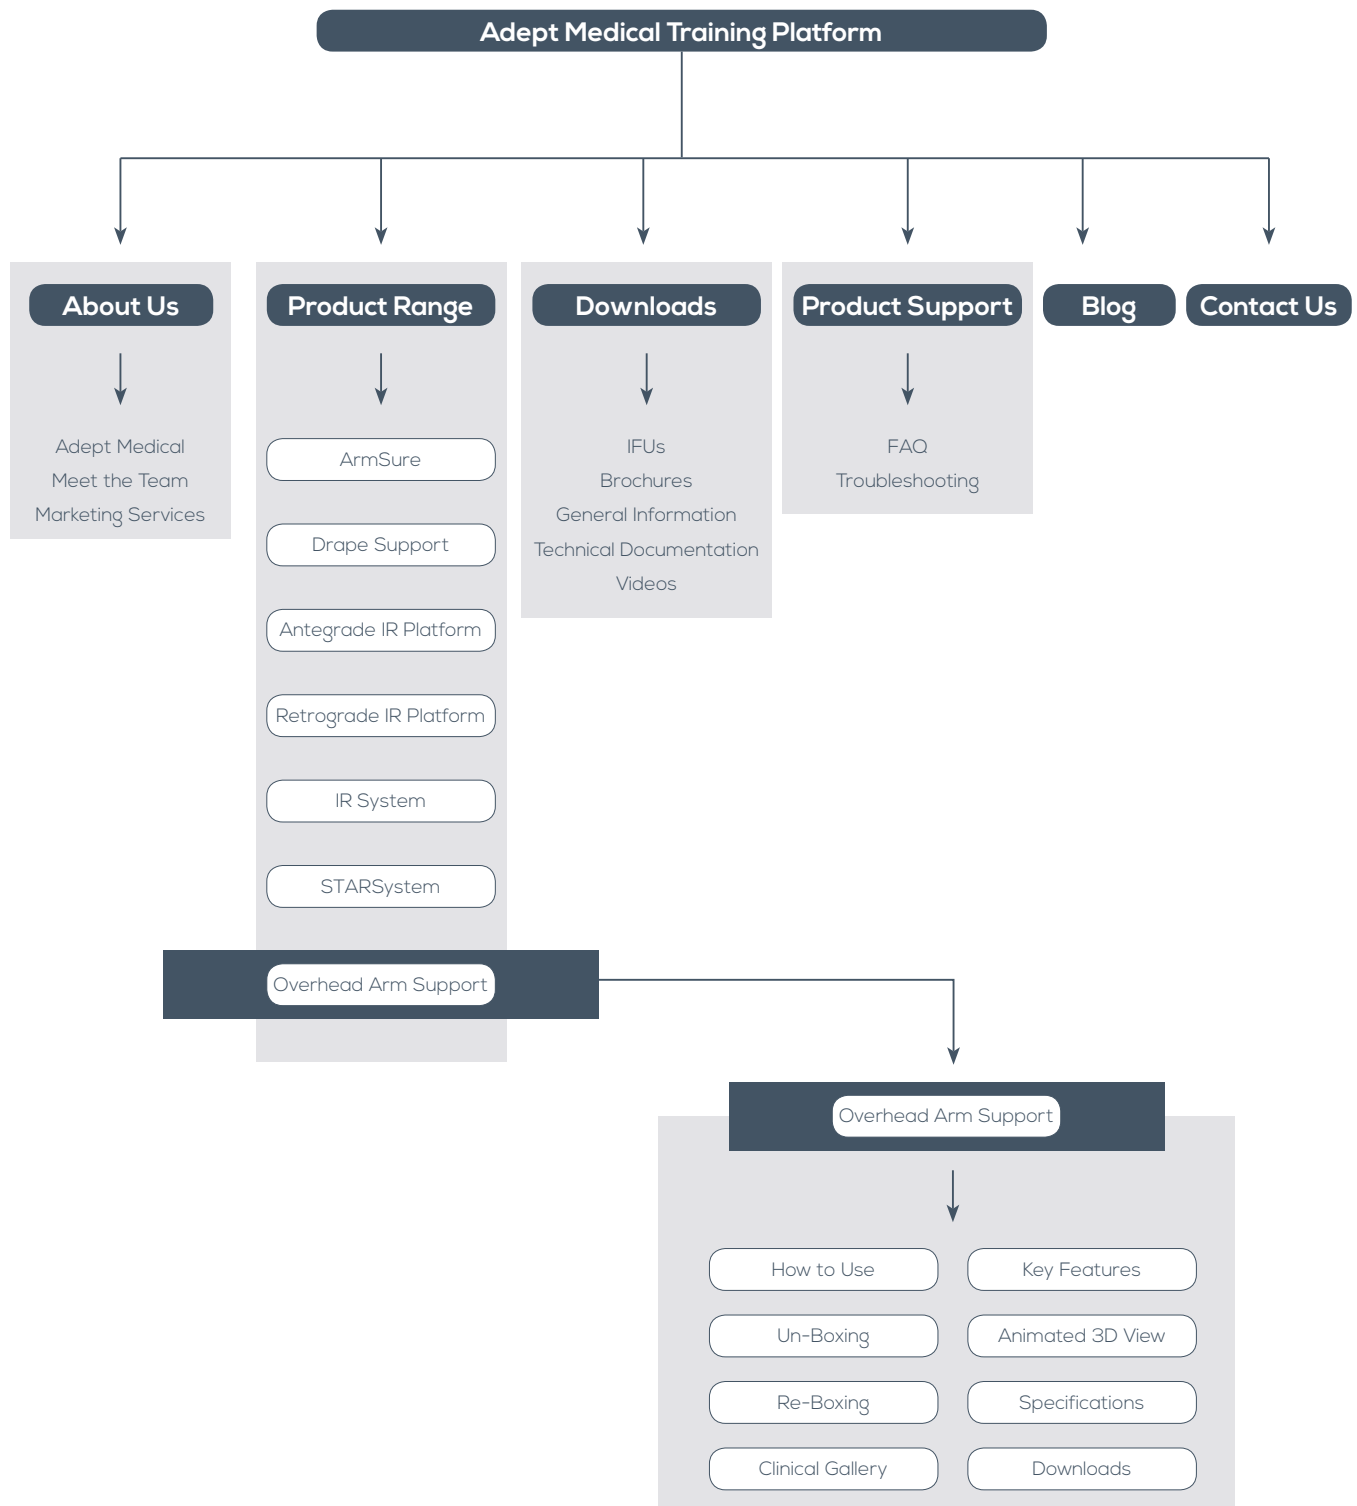 Adept Medical Training Platform
About Us
Product Range
Downloads
Product Support
Blog
Contact Us
Adept Medical
Meet the Team
Marketing Services
ArmSure
Drape Support
Antegrade IR Platform
Retrograde IR Platform
IR System
STARSystem
Overhead Arm Support
IFUs
Brochures
General Information
Technical Documentation
Videos
FAQ
Troubleshooting
Overhead Arm Support
How to Use
Key Features
Un-Boxing
Animated 3D View
Re-Boxing
Specifications
Clinical Gallery
Downloads